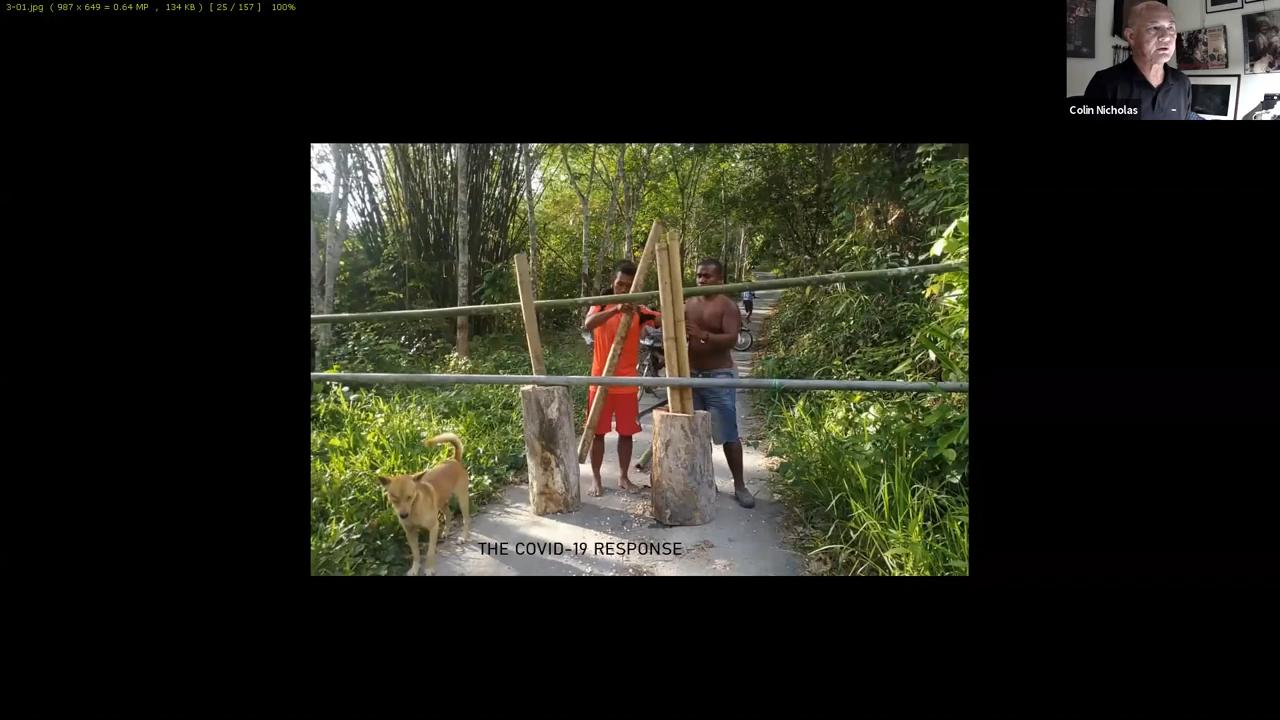 3-01.jpg ( 987 x 649 = 0.64 MP , 134 KB ) [ 25 / 157 ] 100%
Colin Nicholas
THE COVID-19 RESPONSE